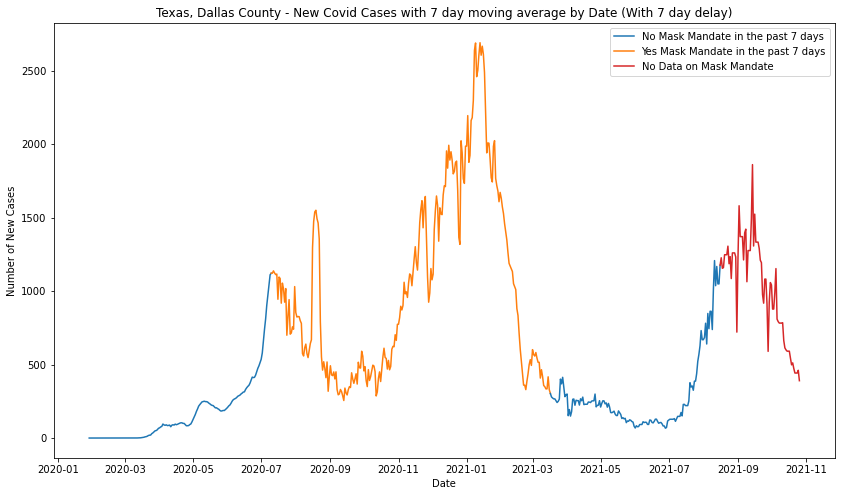 Texas, Dallas County - New Covid Cases with 7 day moving average by Date (With 7 day delay)
No Mask Mandate in the past 7 days
Yes Mask Mandate in the past 7 days
No Data on Mask Mandate
Number of New Cases
2500
2000
1500
1000
500
0
2020-01 2020-03 2020-05 2020-07 2020-09 2020-11 2021-01 2021-03 2021-05 2021-07 2021-09 2021-11
Date